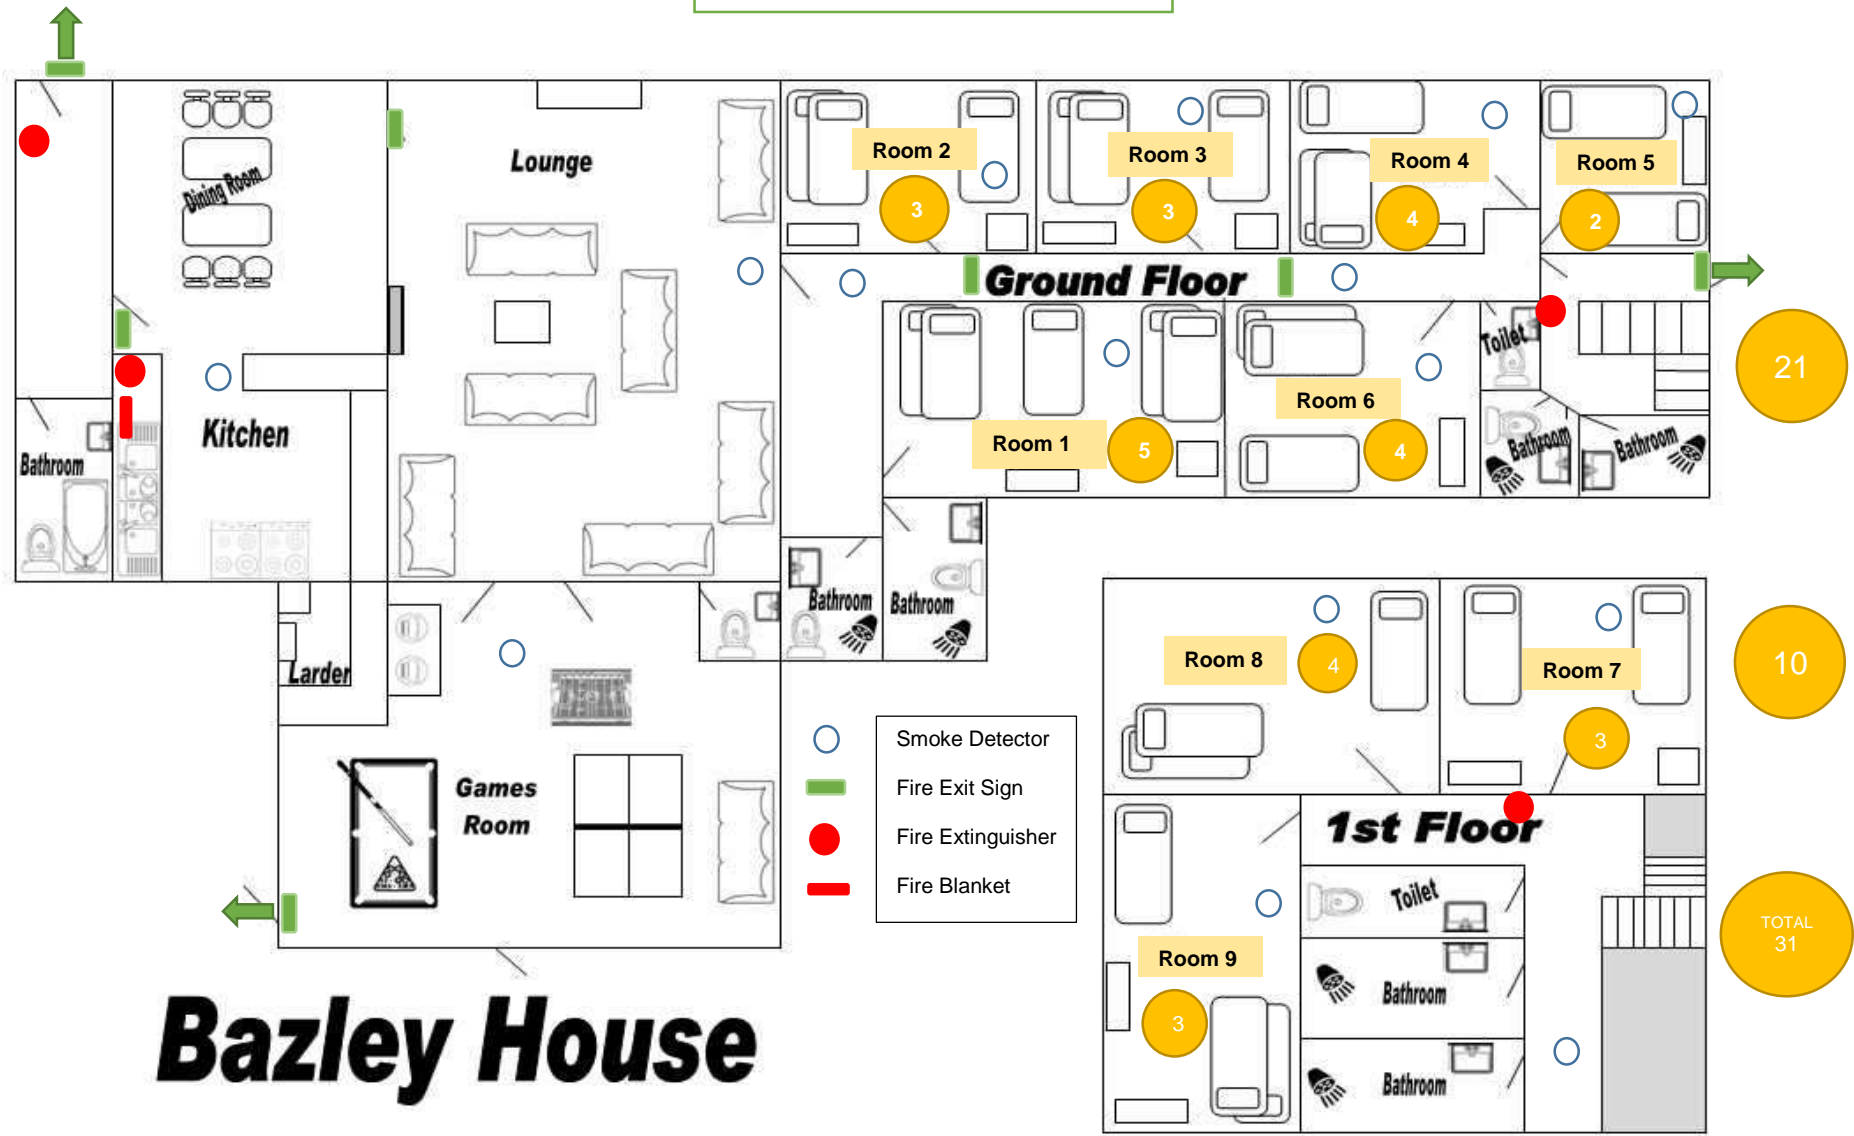 Lounge
Dining Room
Room 2
3
Room 3
3
Room 4
4
Room 5
2
Ground Floor
Toilet
21
Kitchen
Bathroom
Room 1
5
Room 6
4
Bathroom
Bathroom
Bathroom
Bathroom
Larder
Games
Room
Smoke Detector
Fire Exit Sign
Fire Extinguisher
Fire Blanket
Room 8
4
Room 7
3
10
1st Floor
Toilet
Room 9
3
Bathroom
Bathroom
TOTAL
31
Bazley House